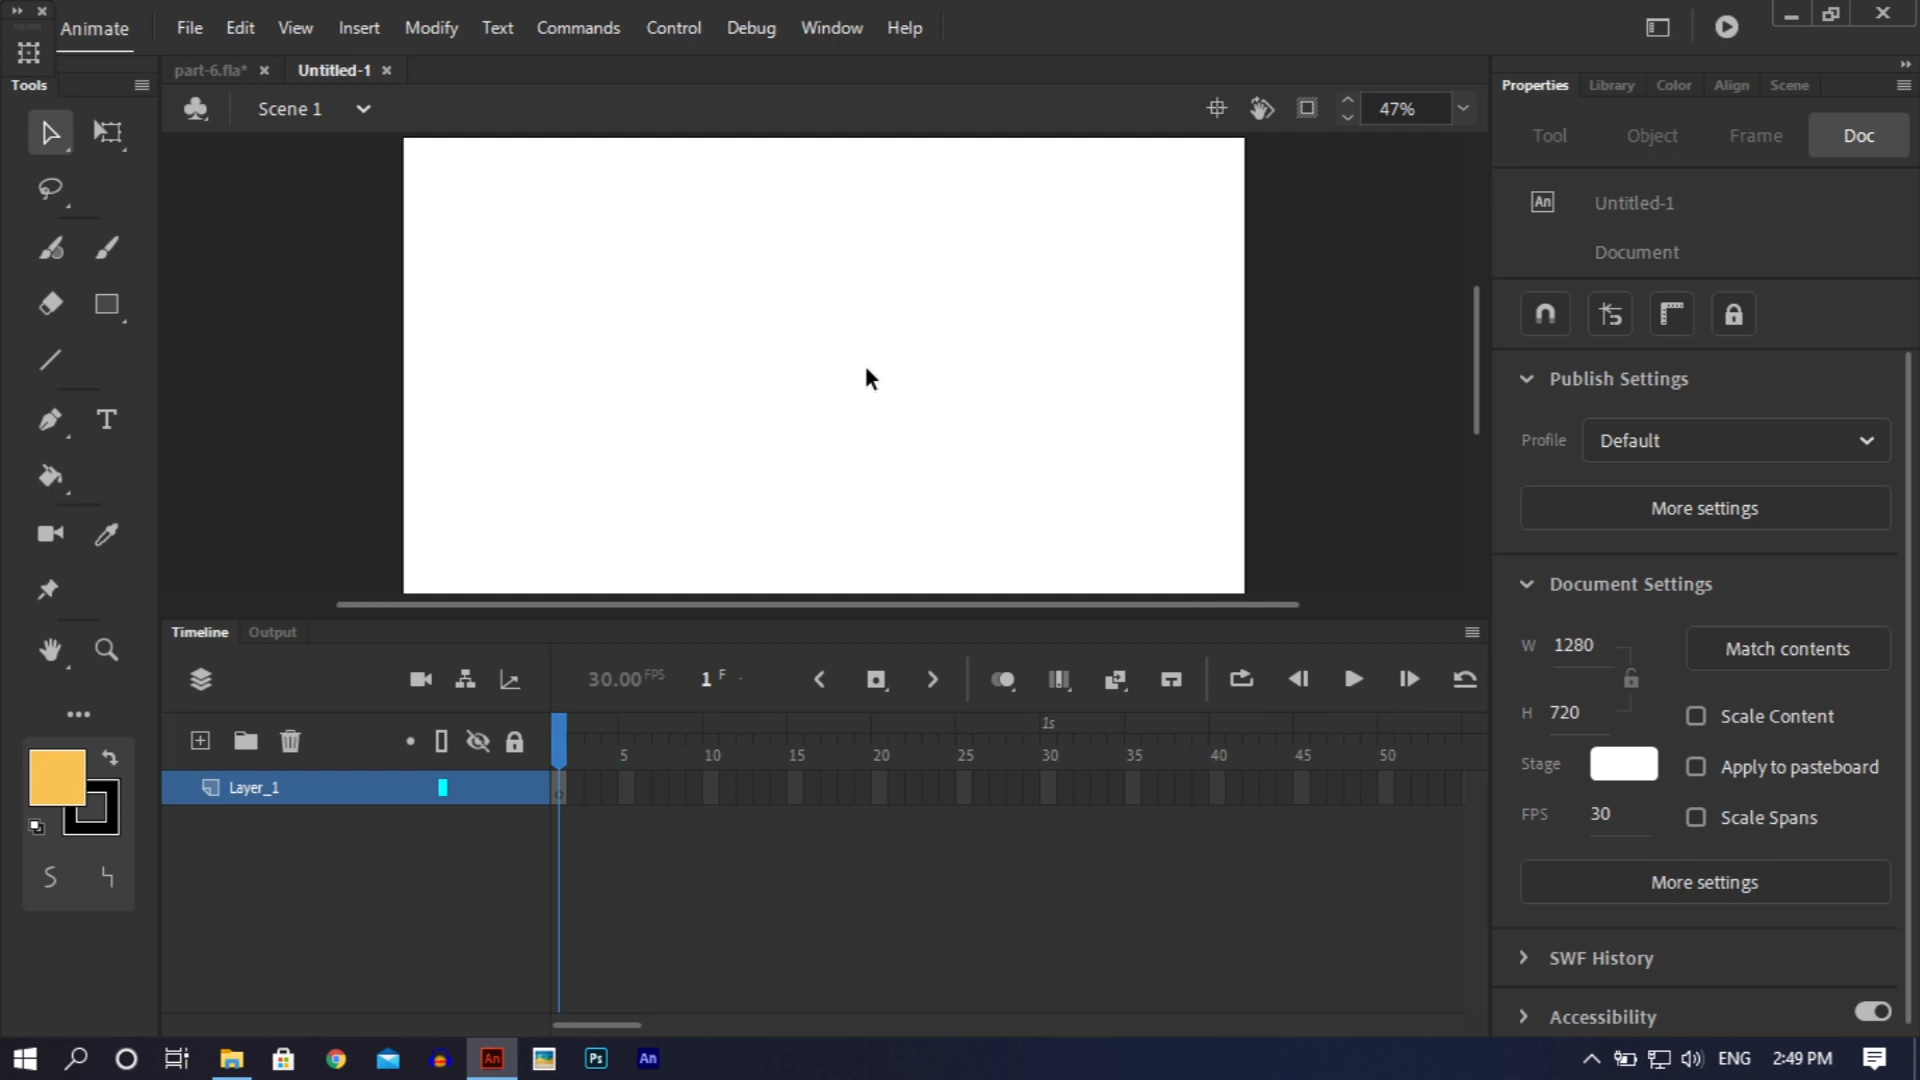 Animate File Edit View Insert Modify Text Commands Control Debug Window Help
Tools
part-6.fla* Untitled-1
Properties Library Color Align Scene
Scene 1 47%
Tool Object Frame Doc
An Untitled-1
Document
Publish Settings
Profile Default
More settings
Document Settings
W 1280 Match contents
H 720 Scale Content
Stage Apply to pasteboard
FPS 30 Scale Spans
More settings
SWF History
Accessibility
T
Timeline Output
30.00 FPS 1 F
1s
5 10 15 20 25 30 35 40 45 50
Layer_1
An Ps An
ENG 2:49 PM